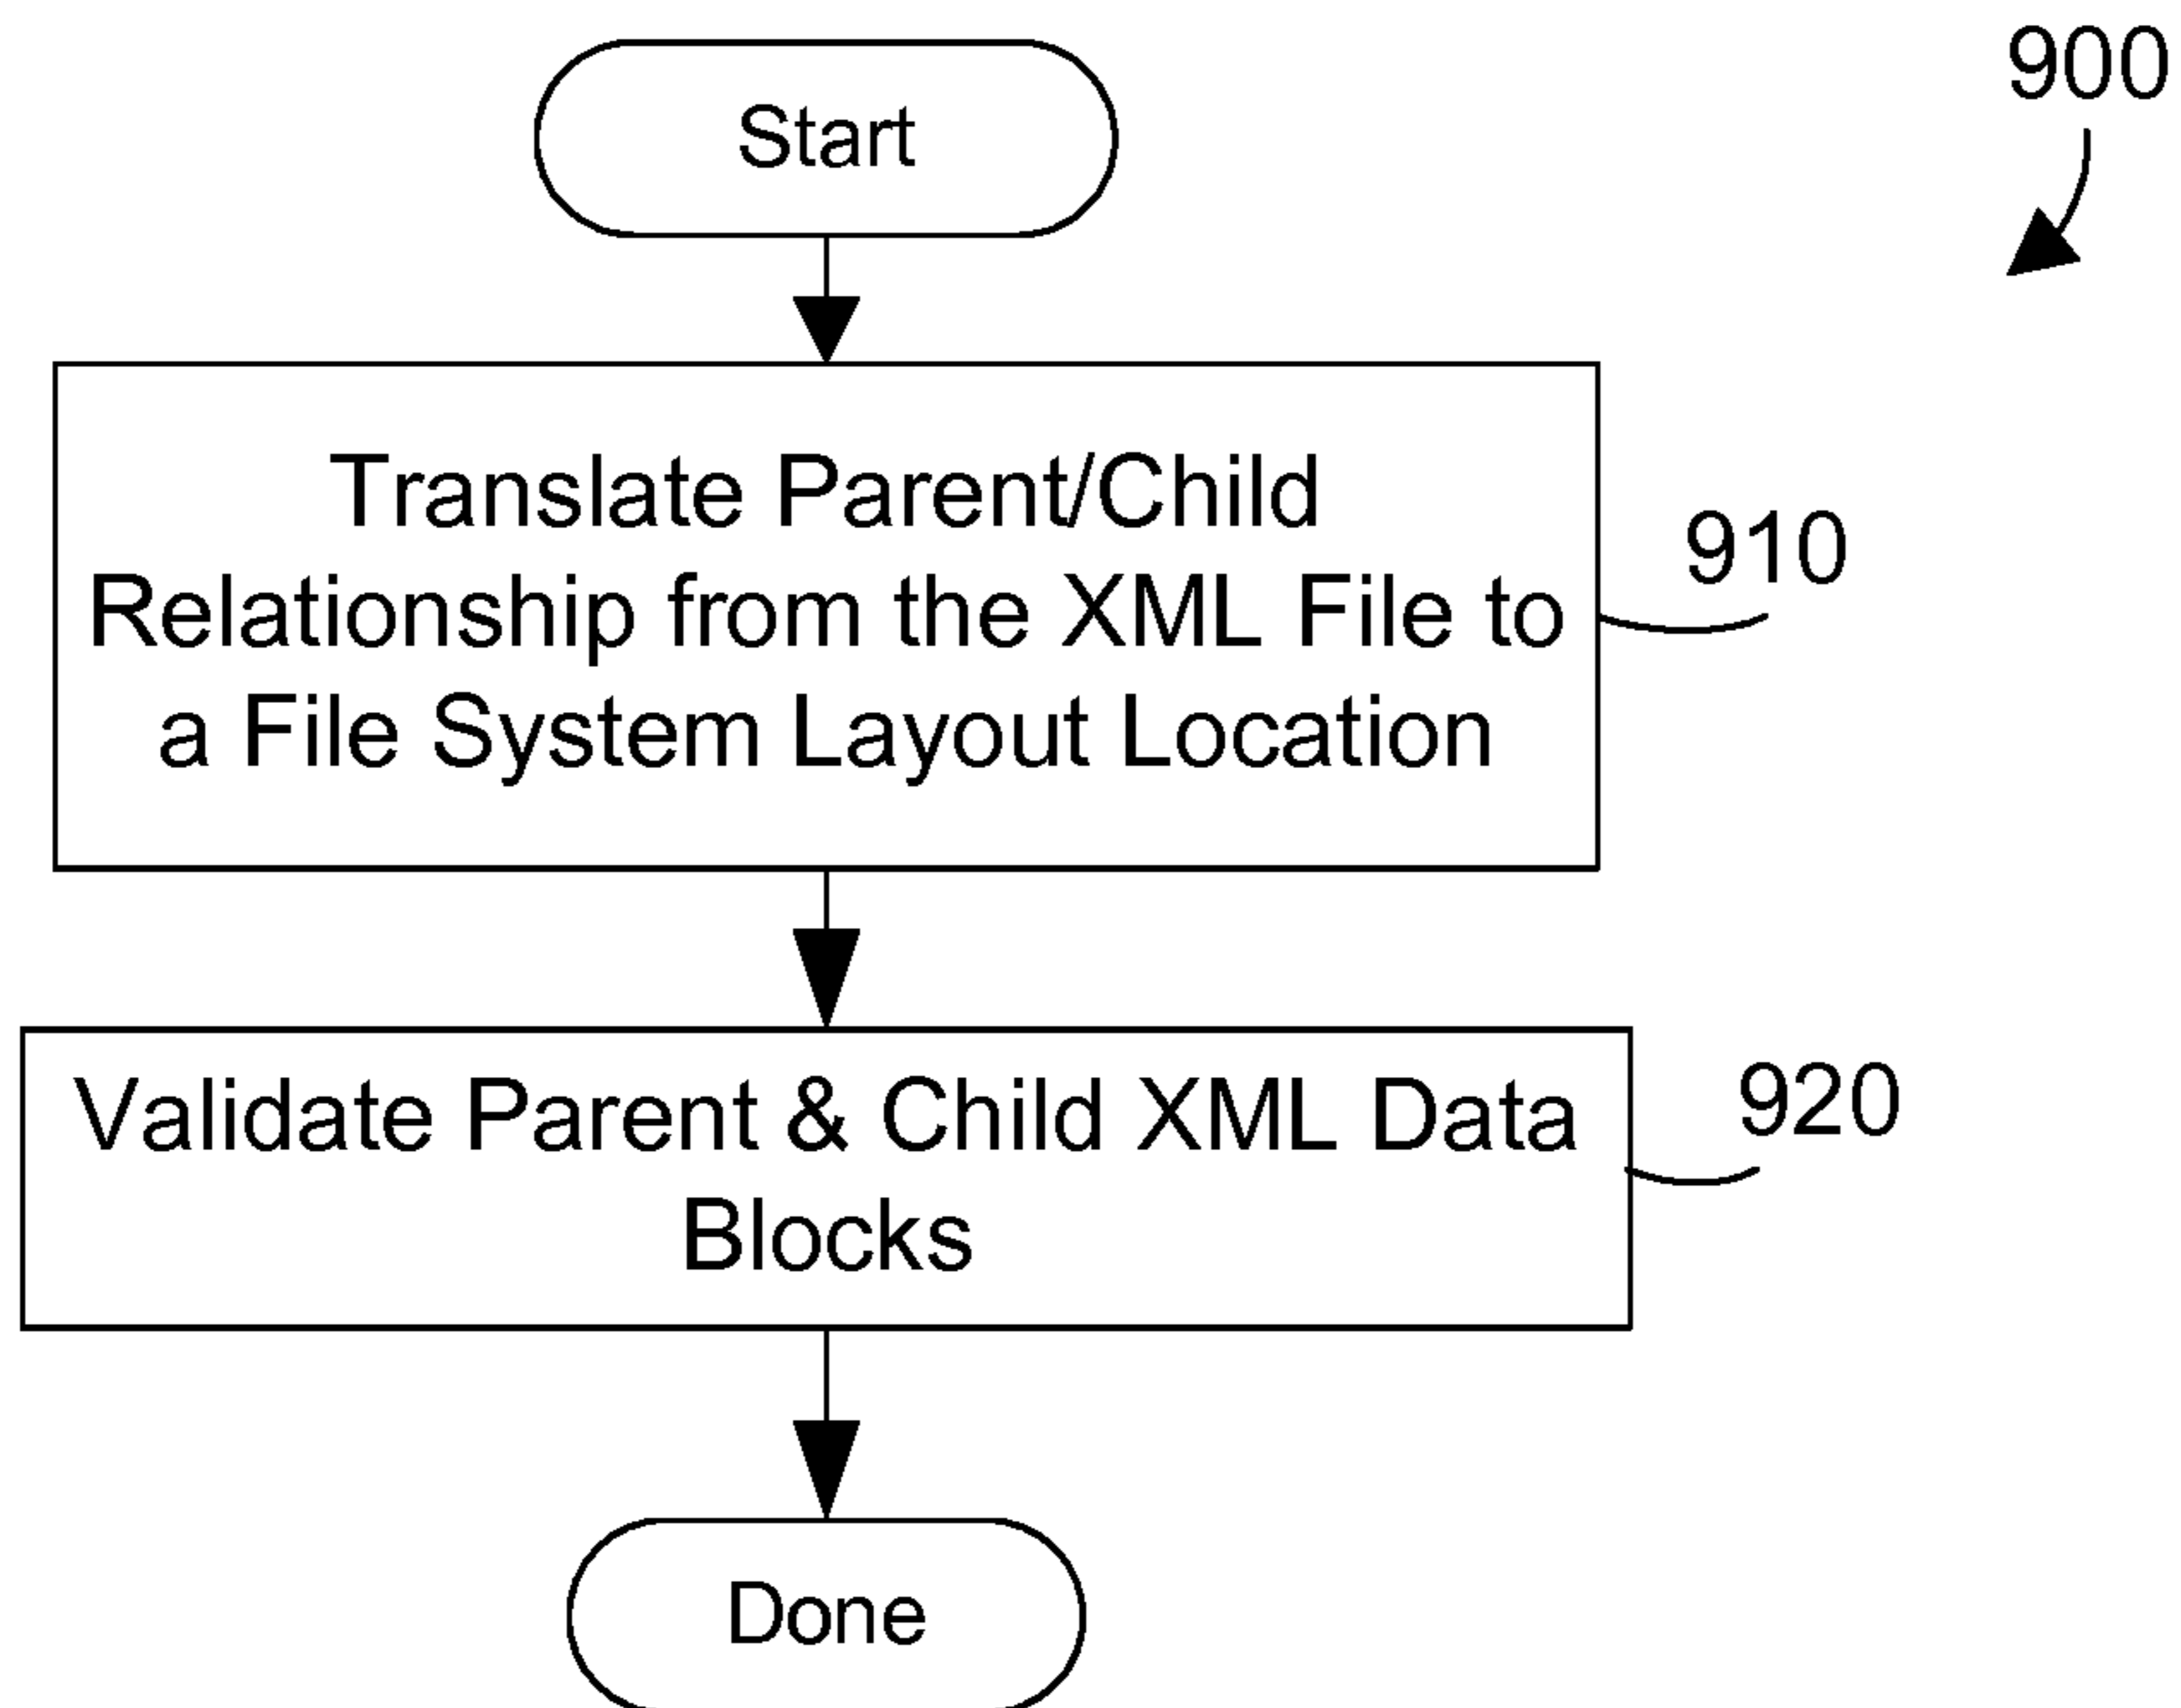 Start
900
Translate Parent/Child
Relationship from the XML File to
a File System Layout Location
910
Validate Parent & Child XML Data
Blocks
920
Done